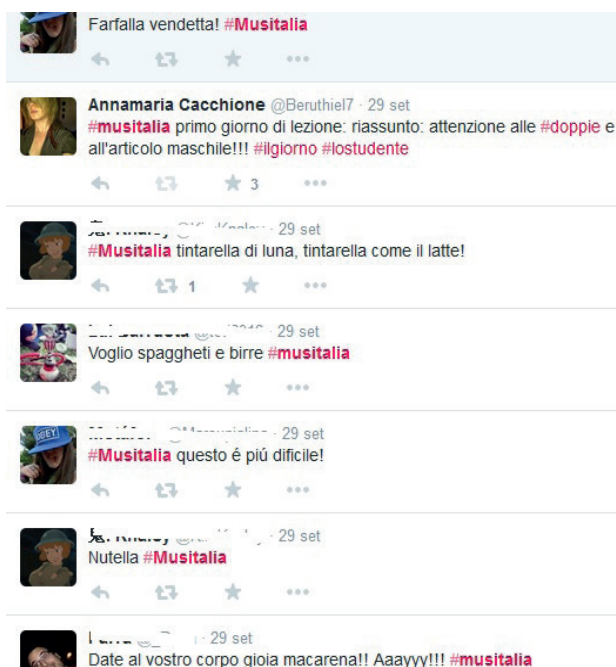 Farfalla vendetta! #Musitalia
Annamaria Cacchione @Beruthiel7 · 29 set
#musitalia primo giorno di lezione: riassunto: attenzione alle #doppie e
all'articolo maschile!!! #ilgiorno #lostudente
3
· 29 set
#Musitalia tintarella di luna, tintarella come il latte!
1
· 29 set
Voglio spaggheti e birre #musitalia
· 29 set
#Musitalia questo é piú dificile!
· 29 set
Nutella #Musitalia
· 29 set
Date al vostro corpo gioia macarena!! Aaayyy!!! #musitalia